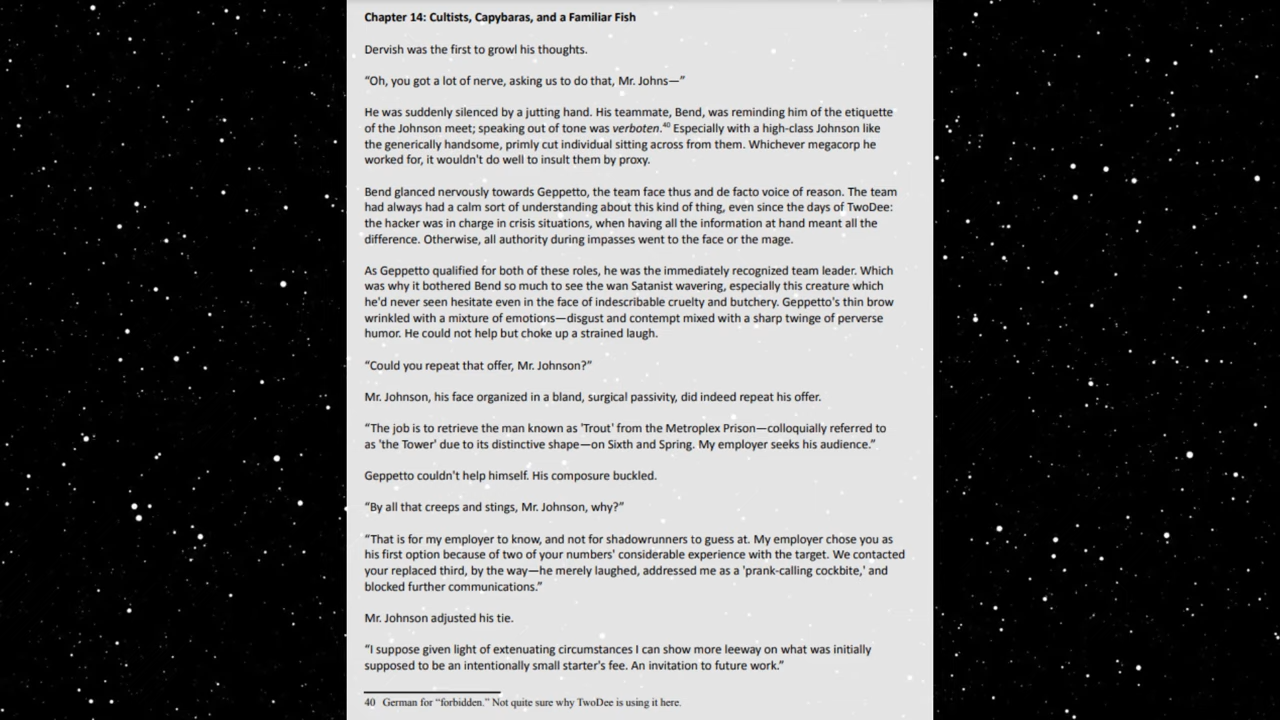 Chapter 14: Cultists, Capybaras, and a Familiar Fish
Dervish was the first to growl his thoughts.
“Oh, you got a lot of nerve, asking us to do that, Mr. Johns—”
He was suddenly silenced by a jutting hand. His teammate, Bend, was reminding him of the etiquette
of the Johnson meet; speaking out of tone was verboten.40 Especially with a high-class Johnson like
the generically handsome, primly cut individual sitting across from them. Whichever megacorp he
worked for, it wouldn't do well to insult them by proxy.
Bend glanced nervously towards Geppetto, the team face thus and de facto voice of reason. The team
had always had a calm sort of understanding about this kind of thing, even since the days of TwoDee:
the hacker was in charge in crisis situations, when having all the information at hand meant all the
difference. Otherwise, all authority during impasses went to the face or the mage.
As Geppetto qualified for both of these roles, he was the immediately recognized team leader. Which
was why it bothered Bend so much to see the wan Satanist wavering, especially this creature which
he'd never seen hesitate even in the face of indescribable cruelty and butchery. Geppetto's thin brow
wrinkled with a mixture of emotions—disgust and contempt mixed with a sharp twinge of perverse
humor. He could not help but choke up a strained laugh.
“Could you repeat that offer, Mr. Johnson?”
Mr. Johnson, his face organized in a bland, surgical passivity, did indeed repeat his offer.
“The job is to retrieve the man known as 'Trout' from the Metroplex Prison—colloquially referred to
as 'the Tower' due to its distinctive shape—on Sixth and Spring. My employer seeks his audience.”
Geppetto couldn't help himself. His composure buckled.
“By all that creeps and stings, Mr. Johnson, why?”
“That is for my employer to know, and not for shadowrunners to guess at. My employer chose you as
his first option because of two of your numbers' considerable experience with the target. We contacted
your replaced third, by the way—he merely laughed, addressed me as a 'prank-calling cockbite,' and
blocked further communications.”
Mr. Johnson adjusted his tie.
“I suppose given light of extenuating circumstances I can show more leeway on what was initially
supposed to be an intentionally small starter's fee. An invitation to future work.”
40 German for “forbidden.” Not quite sure why TwoDee is using it here.